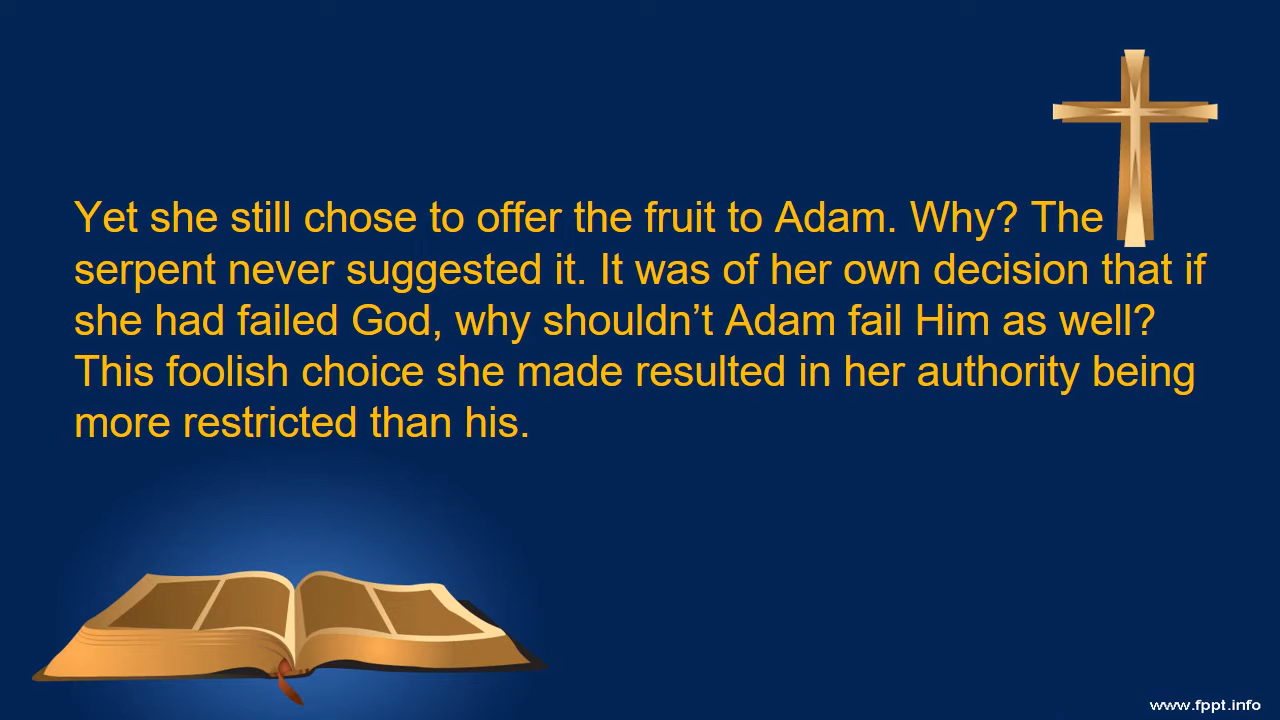 Yet she still chose to offer the fruit to Adam. Why? The
serpent never suggested it. It was of her own decision that if
she had failed God, why shouldn’t Adam fail Him as well?
This foolish choice she made resulted in her authority being
more restricted than his.
www.fppt.info